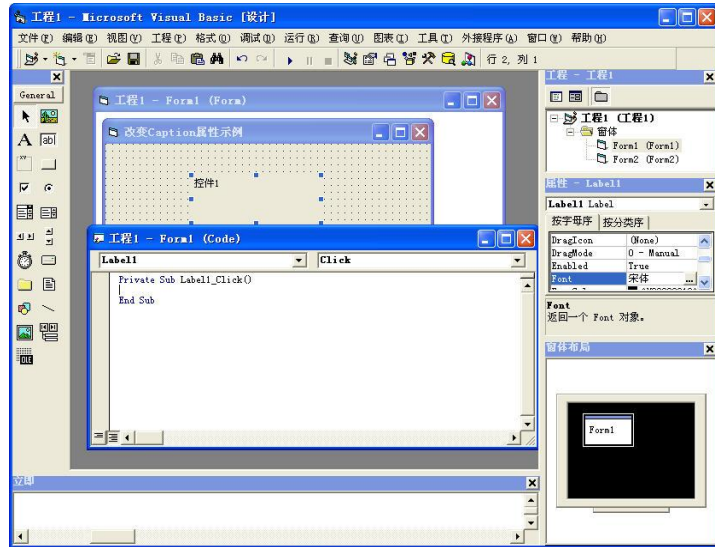 工程1 - Microsoft Visual Basic [设计]
文件(F) 编辑(E) 视图(V) 工程(P) 格式(O) 调试(D) 运行(R) 查询(U) 图表(I) 工具(T) 外接程序(A) 窗口(W) 帮助(H)
行 2, 列 1
General
A
ab
OLE
工程1 - Form1 (Form)
改变Caption属性示例
控件1
工程1 - Form1 (Code)
Label1
Click
Private Sub Label1_Click()
End Sub
立即
工程 - 工程1
工程1 (工程1)
窗体
Form1 (Form1)
Form2 (Form2)
属性 - Label1
Label1 Label
按字母序 按分类序
DragIcon (None)
DragMode 0 - Manual
Enabled True
Font 宋体 ...
Font
返回一个 Font 对象。
窗体布局
Form1